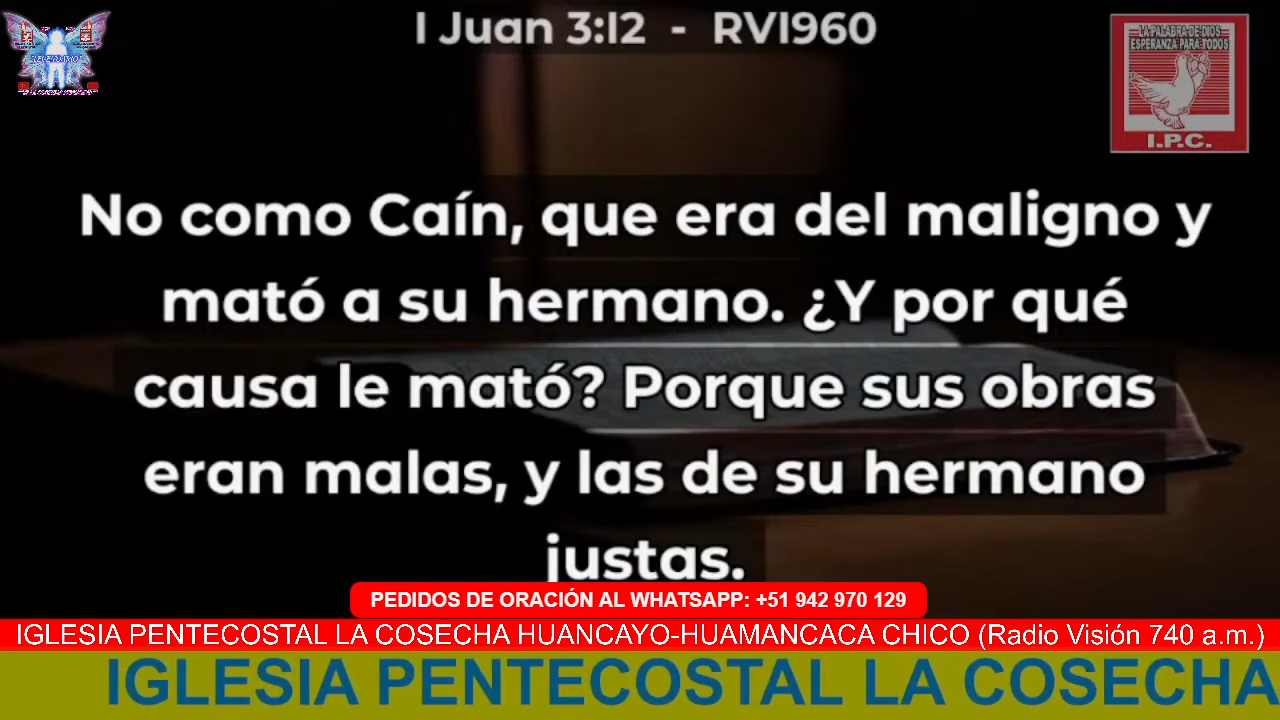 I Juan 3:12 - RV1960
LA PALABRA DE DIOS
ESPERANZA PARA TODOS
I.P.C.
No como Caín, que era del maligno y
mató a su hermano. ¿Y por qué
causa le mató? Porque sus obras
eran malas, y las de su hermano
justas.
PEDIDOS DE ORACIÓN AL WHATSAPP: +51 942 970 129
IGLESIA PENTECOSTAL LA COSECHA HUANCAYO-HUAMANCACA CHICO (Radio Visión 740 a.m.)
IGLESIA PENTECOSTAL LA COSECHA